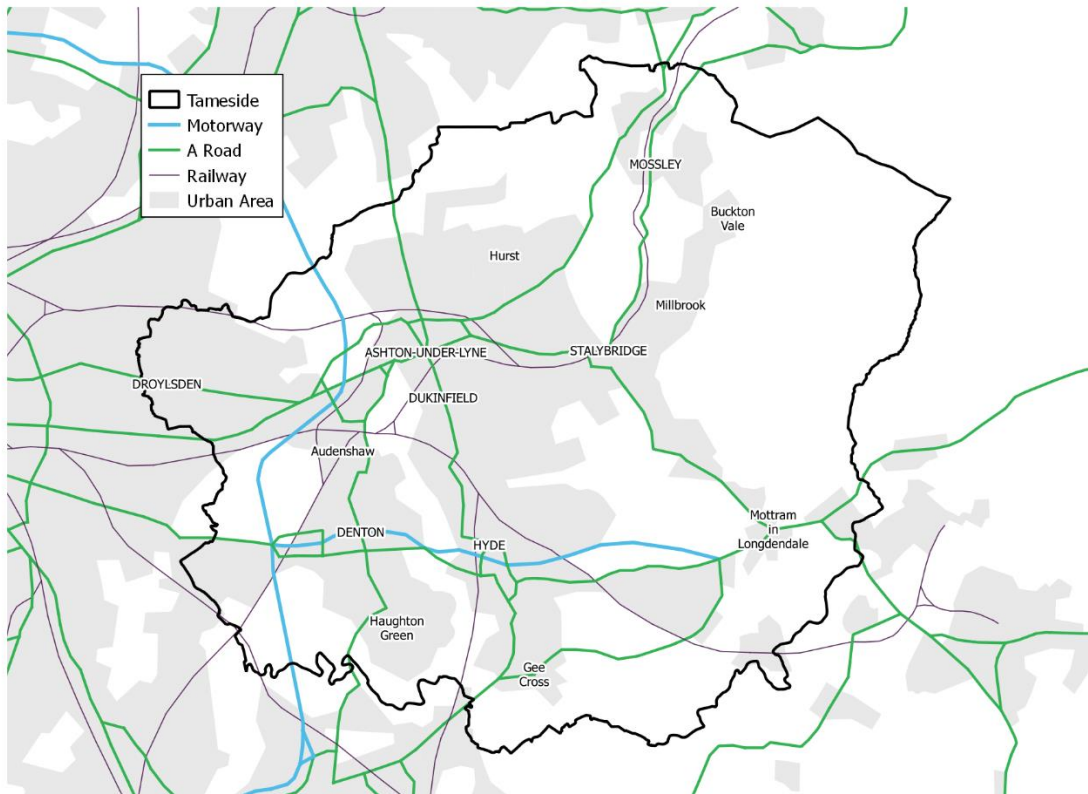 Tameside
Motorway
A Road
Railway
Urban Area
MOSSLEY
Buckton
Vale
Hurst
Millbrook
ASHTON-UNDER-LYNE
STALYBRIDGE
DROYLSDEN
DUKINFIELD
Audenshaw
Mottram
in
Longdendale
DENTON
HYDE
Haughton
Green
Gee
Cross